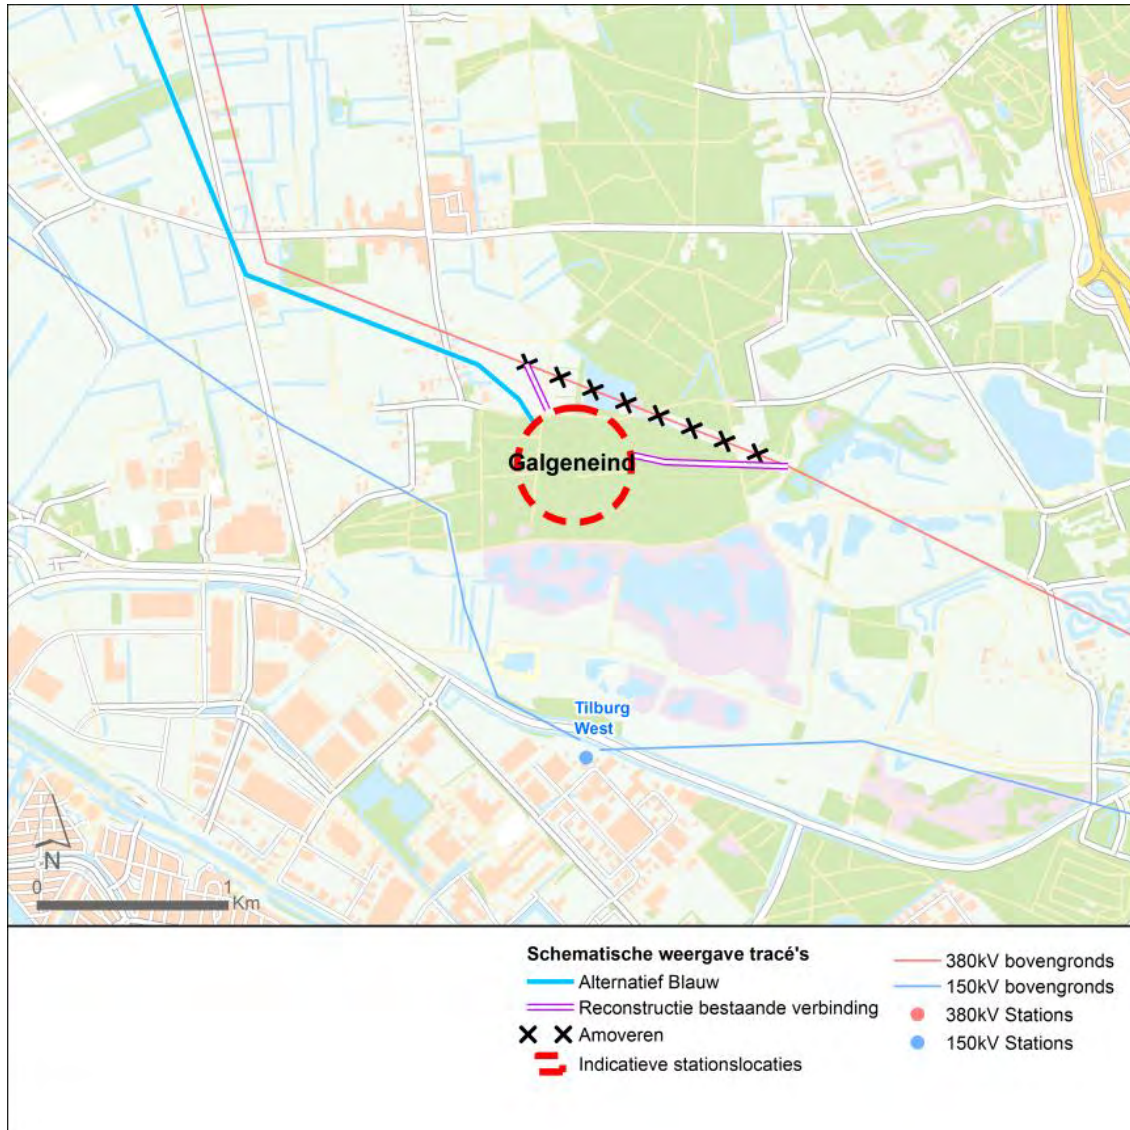 Galgeneind
Tilburg
West
N
0 1
Km
Schematische weergave tracé's
Alternatief Blauw
Reconstructie bestaande verbinding
Amoveren
Indicatieve stationslocaties
380kV bovengronds
150kV bovengronds
380kV Stations
150kV Stations